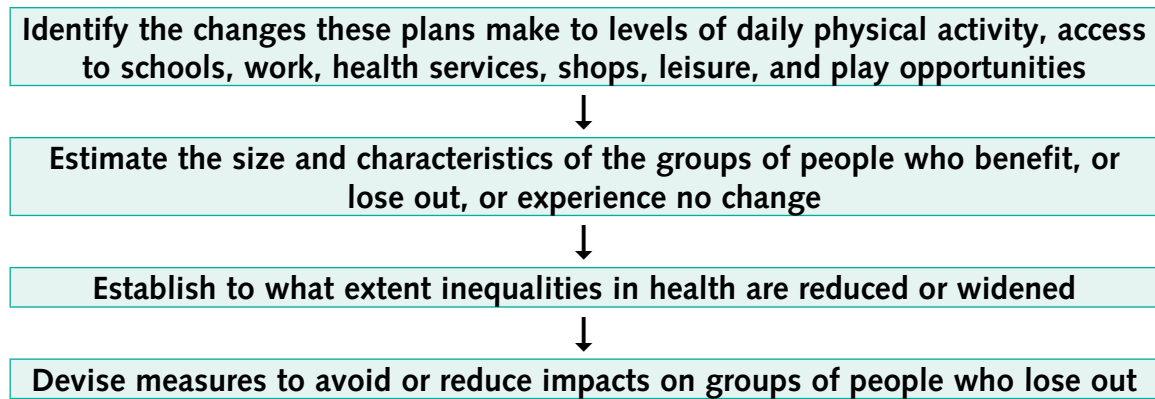 Identify the changes these plans make to levels of daily physical activity, access
to schools, work, health services, shops, leisure, and play opportunities
Estimate the size and characteristics of the groups of people who benefit, or
lose out, or experience no change
Establish to what extent inequalities in health are reduced or widened
Devise measures to avoid or reduce impacts on groups of people who lose out